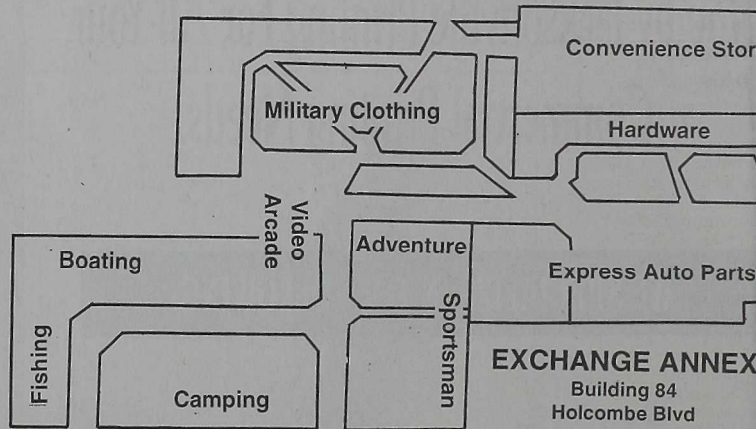 Convenience Stor
Military Clothing
Hardware
Video
Arcade
Boating
Adventure
Express Auto Parts
Fishing
Sportsman
Camping
EXCHANGE ANNEX
Building 84
Holcombe Blvd